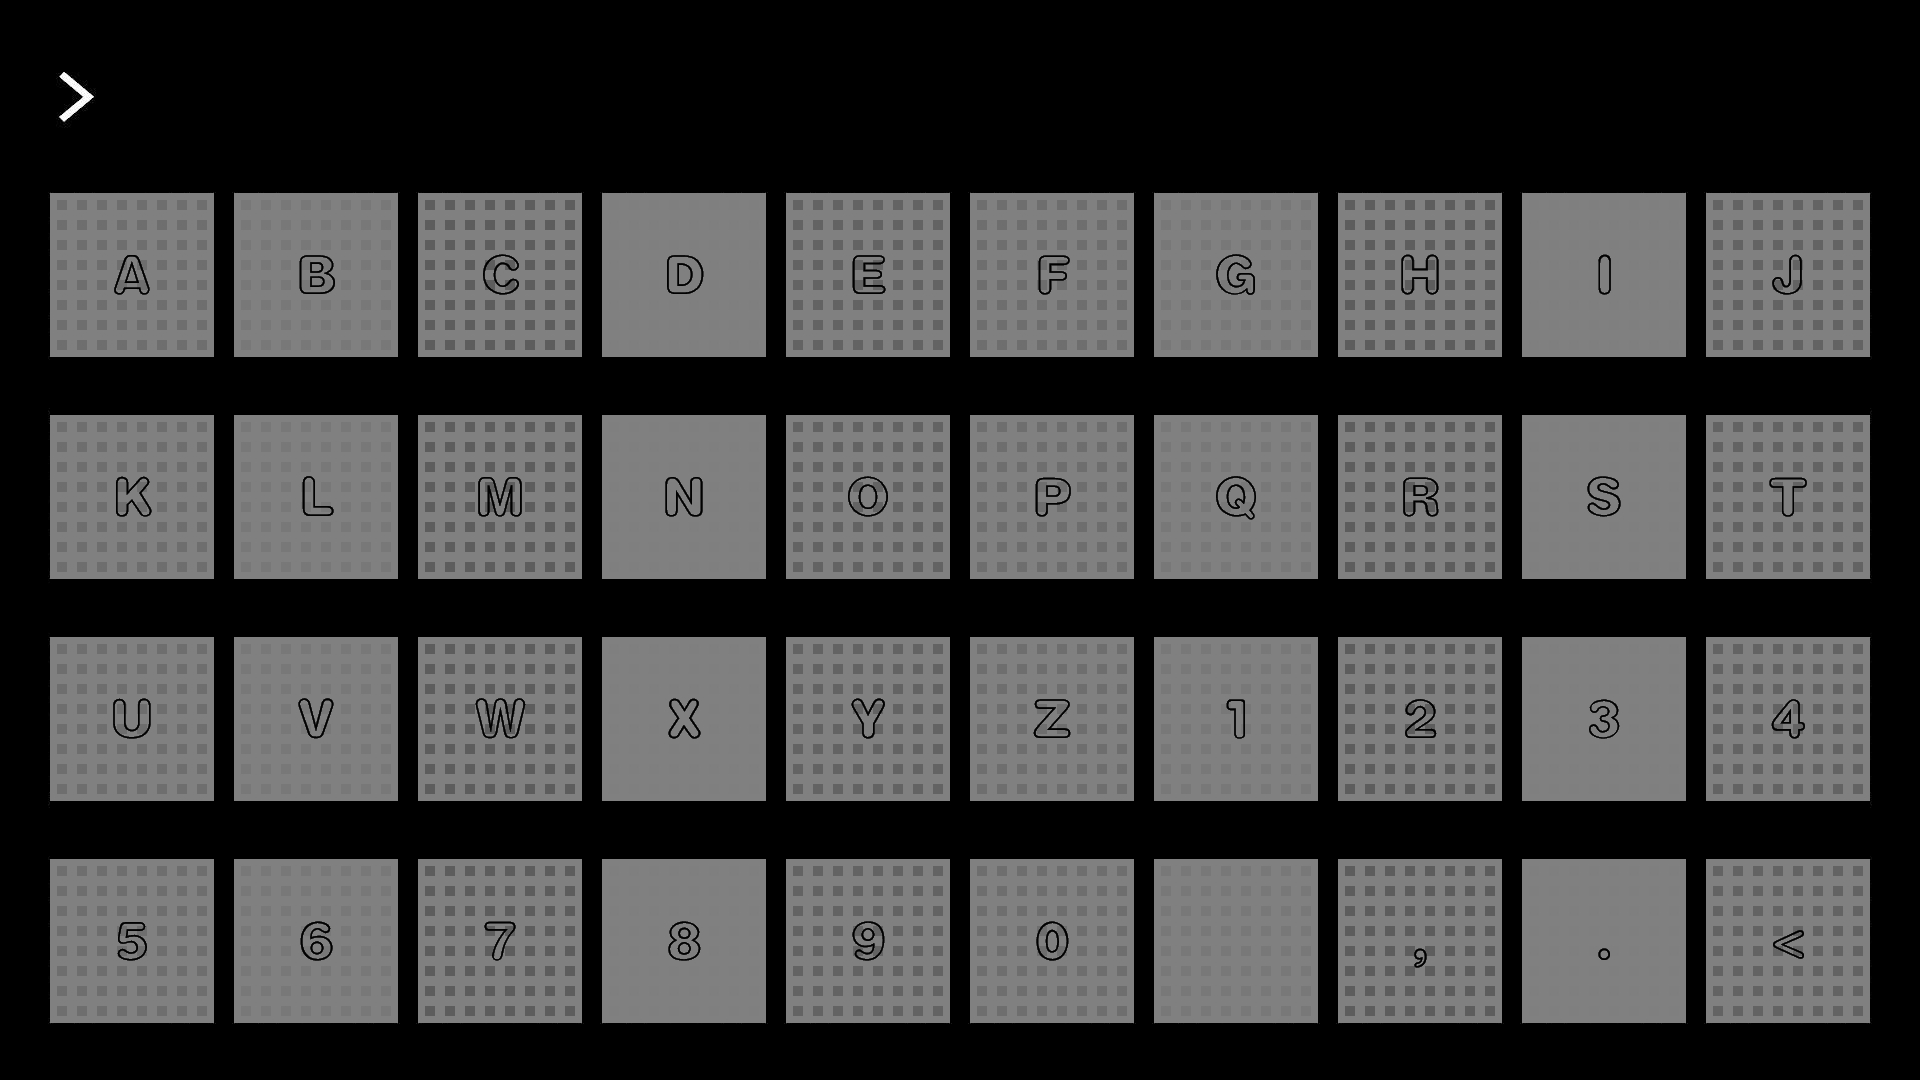 >
A B C D E F G H I J
K L M N O P Q R S T
U V W X Y Z 1 2 3 4
5 6 7 8 9 0 , . <